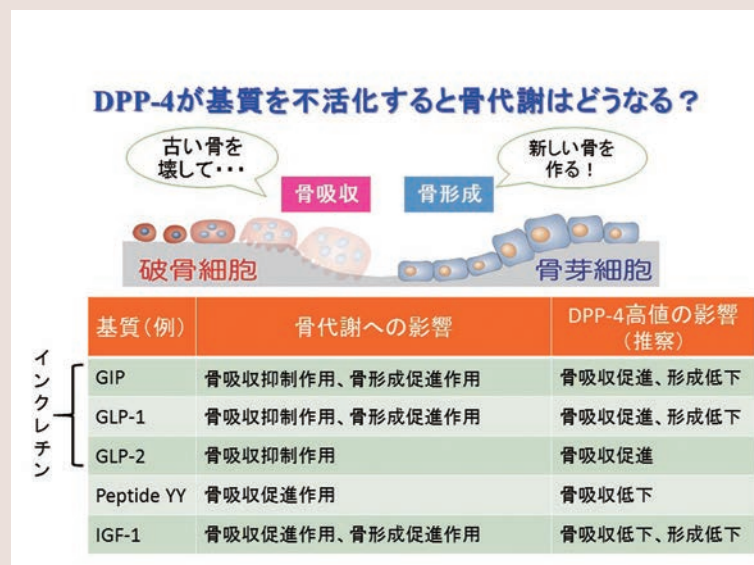 DPP-4が基質を不活化すると骨代謝はどうなる？
古い骨を
壊して・・・
新しい骨を
作る！
骨吸収
骨形成
破骨細胞
骨芽細胞
基質（例）
骨代謝への影響
DPP-4高値の影響
（推察）
インクレチン
GIP
骨吸収抑制作用、骨形成促進作用
骨吸収促進、形成低下
GLP-1
骨吸収抑制作用、骨形成促進作用
骨吸収促進、形成低下
GLP-2
骨吸収抑制作用
骨吸収促進
Peptide YY
骨吸収促進作用
骨吸収低下
IGF-1
骨吸収促進作用、骨形成促進作用
骨吸収低下、形成低下